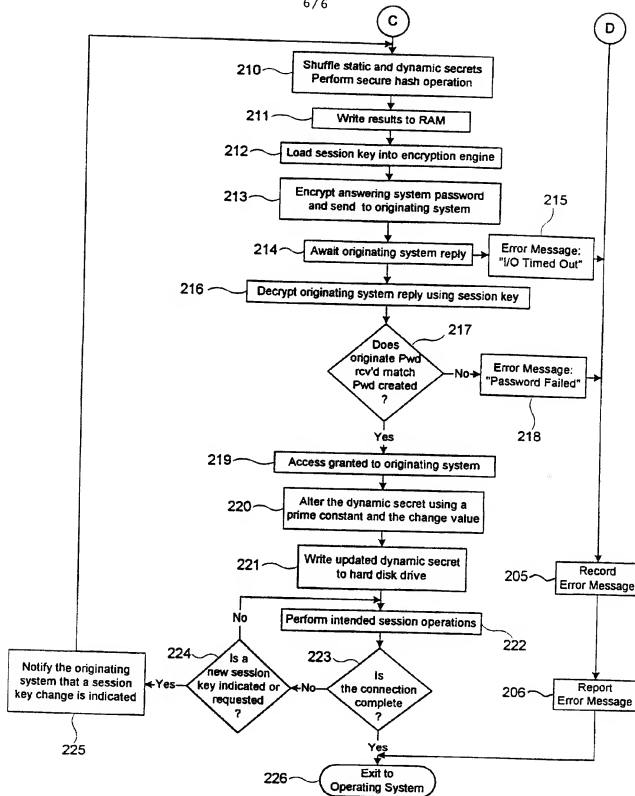 6/6
C
D
210
Shuffle static and dynamic secrets
Perform secure hash operation
211
Write results to RAM
212
Load session key into encryption engine
213
Encrypt answering system password
and send to originating system
215
214
Await originating system reply
Error Message:
"I/O Timed Out"
216
Decrypt originating system reply using session key
217
Does
originate Pwd
rcv'd match
Pwd created
?
No
Error Message:
"Password Failed"
218
Yes
219
Access granted to originating system
220
Alter the dynamic secret using a
prime constant and the change value
221
Write updated dynamic secret
to hard disk drive
205
Record
Error Message
No
Perform intended session operations
222
224
223
Notify the originating
system that a session
key change is indicated
225
Yes
Is a
new session
key indicated or
requested
?
No
Is
the connection
complete
?
206
Report
Error Message
Yes
226
Exit to
Operating System